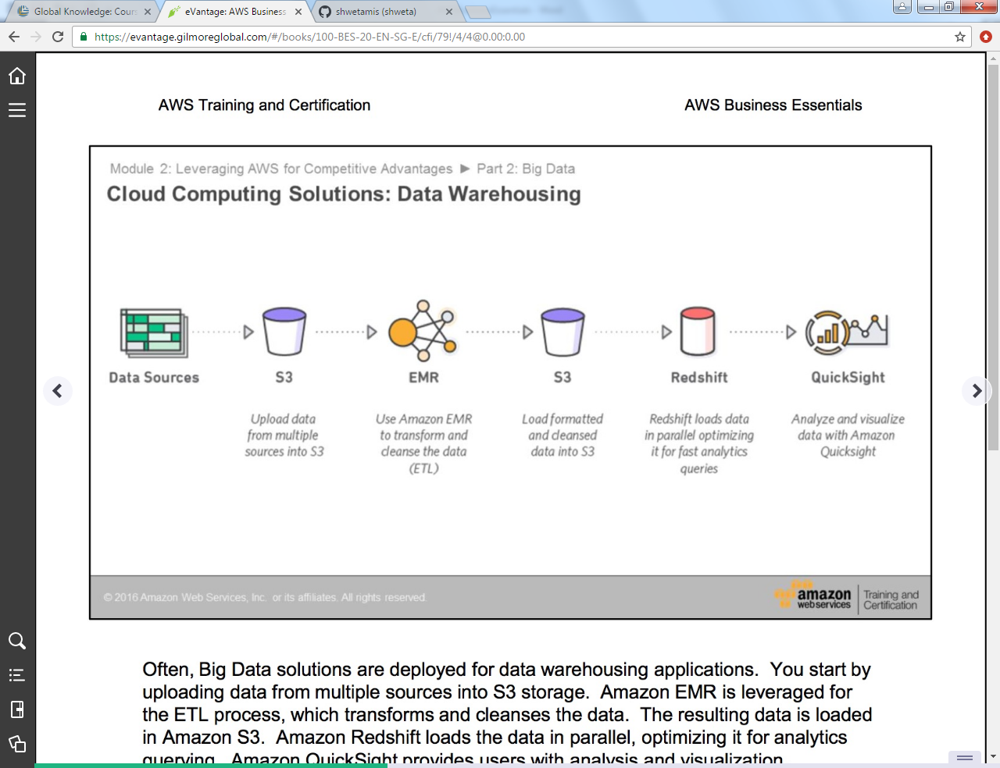 Global Knowledge: Cour
eVantage: AWS Business
shwetamis (shweta)
https://evantage.gilmoreglobal.com/#/books/100-BES-20-EN-SG-E/cfi/79!/4/4@0.00:0.00
AWS Training and Certification
AWS Business Essentials
Module 2: Leveraging AWS for Competitive Advantages ► Part 2: Big Data
Cloud Computing Solutions: Data Warehousing
Data Sources
S3
EMR
S3
Redshift
QuickSight
Upload data
from multiple
sources into S3
Use Amazon EMR
to transform and
cleanse the data
(ETL)
Load formatted
and cleansed
data into S3
Redshift loads data
in parallel optimizing
it for fast analytics
queries
Analyze and visualize
data with Amazon
Quicksight
© 2016 Amazon Web Services, Inc. or its affiliates. All rights reserved.
amazon
webservices
Training and
Certification
Often, Big Data solutions are deployed for data warehousing applications. You start by
uploading data from multiple sources into S3 storage. Amazon EMR is leveraged for
the ETL process, which transforms and cleanses the data. The resulting data is loaded
in Amazon S3. Amazon Redshift loads the data in parallel, optimizing it for analytics
querying. Amazon QuickSight provides users with analysis and visualization